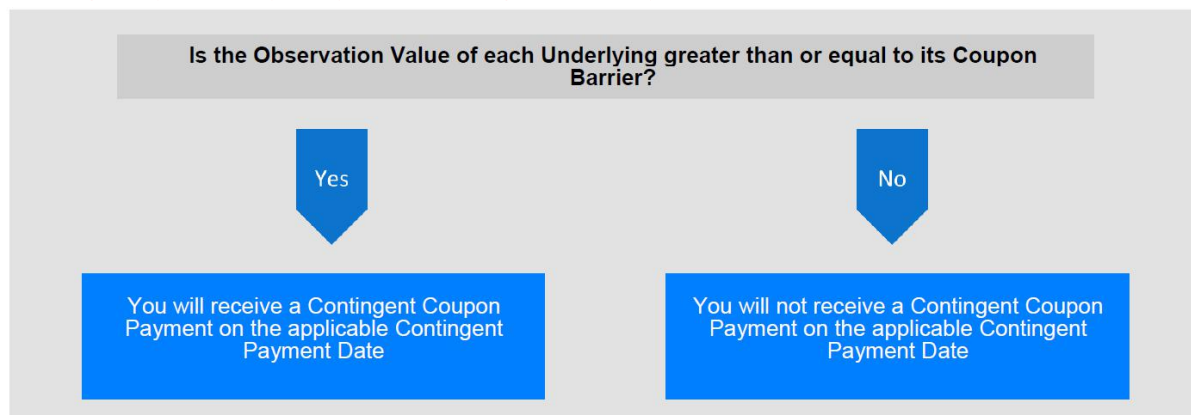 Is the Observation Value of each Underlying greater than or equal to its Coupon
Barrier?
Yes
No
You will receive a Contingent Coupon
Payment on the applicable Contingent
Payment Date
You will not receive a Contingent Coupon
Payment on the applicable Contingent
Payment Date